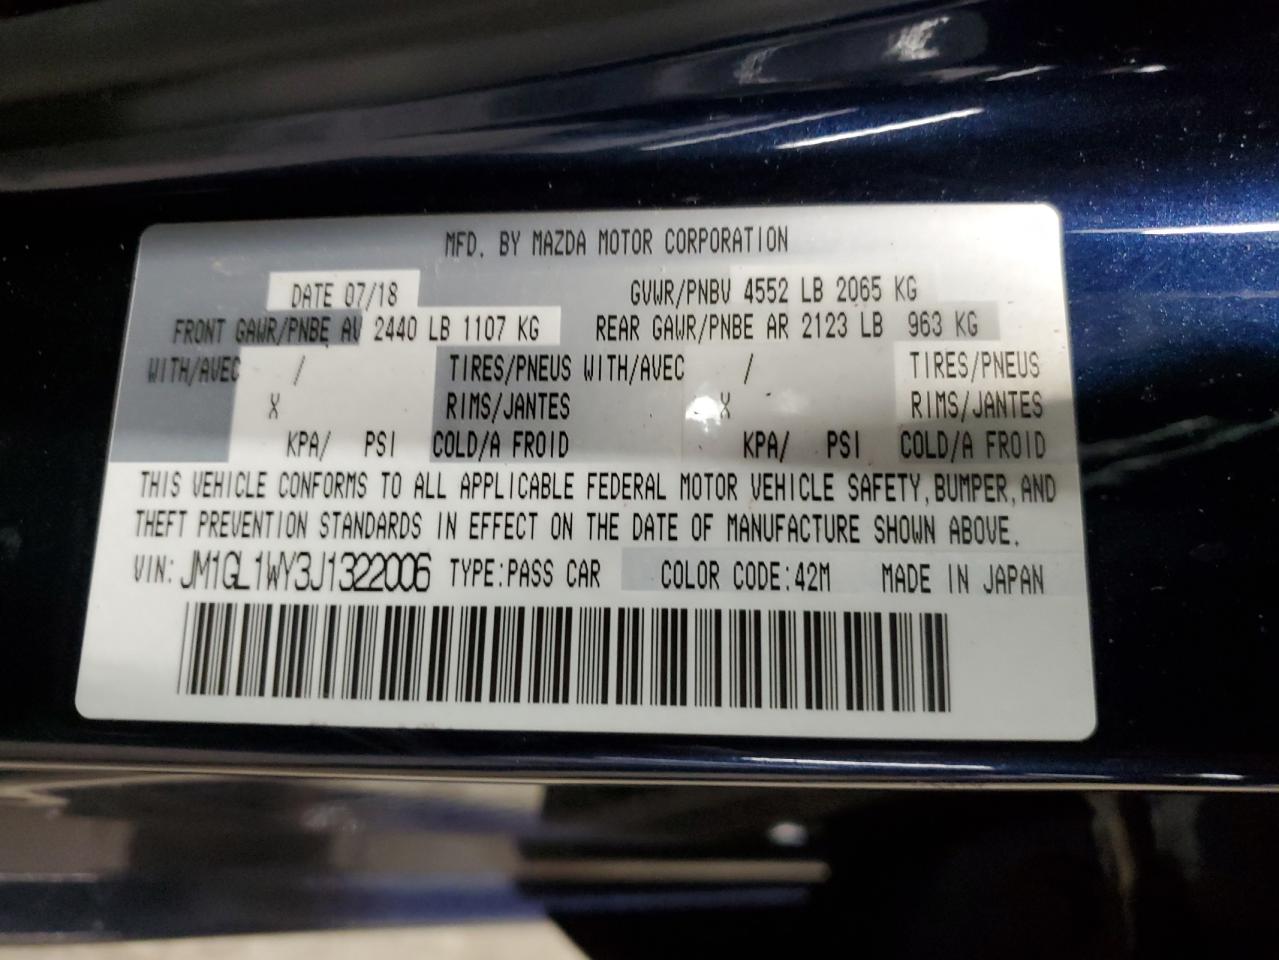 MFD. BY MAZDA MOTOR CORPORATION
DATE 07/18 GVWR/PNBV 4552 LB 2065 KG
FRONT GAWR/PNBE AV 2440 LB 1107 KG REAR GAWR/PNBE AR 2123 LB 963 KG
WITH/AVEC / TIRES/PNEUS WITH/AVEC / TIRES/PNEUS
X RIMS/JANTES X RIMS/JANTES
KPA/ PSI COLD/A FROID KPA/ PSI COLD/A FROID
THIS VEHICLE CONFORMS TO ALL APPLICABLE FEDERAL MOTOR VEHICLE SAFETY, BUMPER, AND
THEFT PREVENTION STANDARDS IN EFFECT ON THE DATE OF MANUFACTURE SHOWN ABOVE.
VIN: JM1GL1WY3J1322006 TYPE: PASS CAR COLOR CODE: 42M MADE IN JAPAN